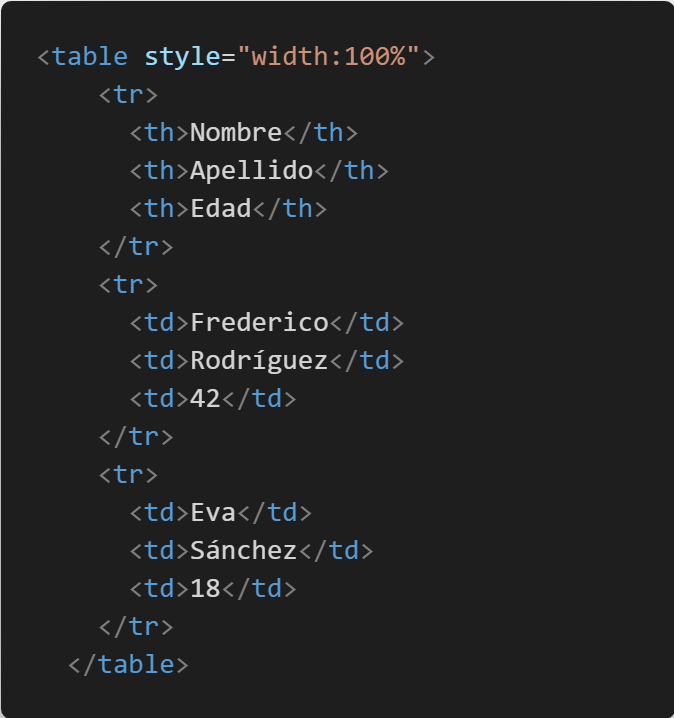 <table style="width:100%">
    <tr>
      <th>Nombre</th>
      <th>Apellido</th>
      <th>Edad</th>
    </tr>
    <tr>
      <td>Frederico</td>
      <td>Rodríguez</td>
      <td>42</td>
    </tr>
    <tr>
      <td>Eva</td>
      <td>Sánchez</td>
      <td>18</td>
    </tr>
  </table>